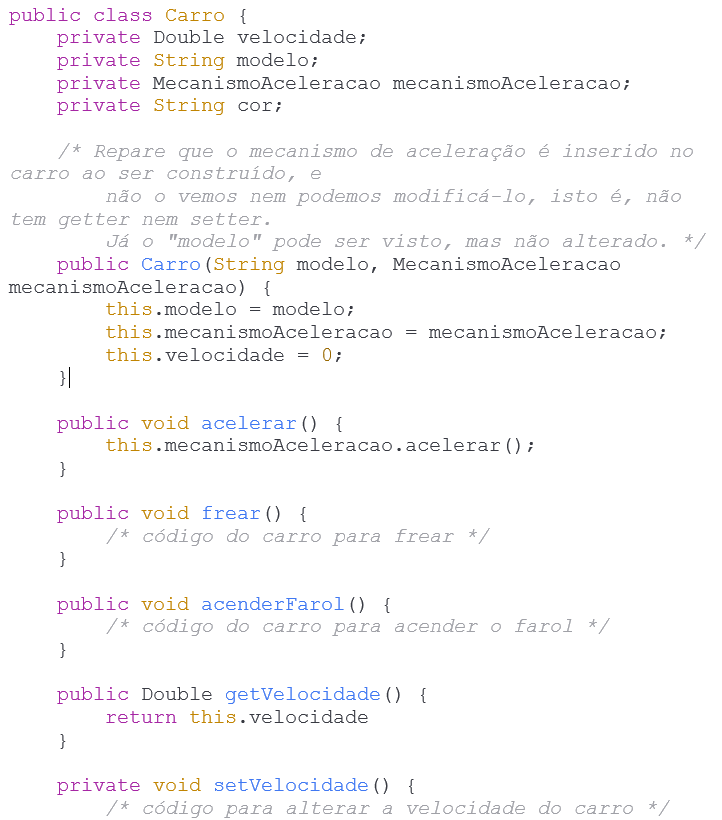 public class Carro {
    private Double velocidade;
    private String modelo;
    private MecanismoAceleracao mecanismoAceleracao;
    private String cor;

    /* Repare que o mecanismo de aceleração é inserido no
carro ao ser construído, e
        não o vemos nem podemos modificá-lo, isto é, não
tem getter nem setter.
        Já o "modelo" pode ser visto, mas não alterado. */
    public Carro(String modelo, MecanismoAceleracao
mecanismoAceleracao) {
        this.modelo = modelo;
        this.mecanismoAceleracao = mecanismoAceleracao;
        this.velocidade = 0;
    }

    public void acelerar() {
        this.mecanismoAceleracao.acelerar();
    }

    public void frear() {
        /* código do carro para frear */
    }

    public void acenderFarol() {
        /* código do carro para acender o farol */
    }

    public Double getVelocidade() {
        return this.velocidade
    }

    private void setVelocidade() {
        /* código para alterar a velocidade do carro */